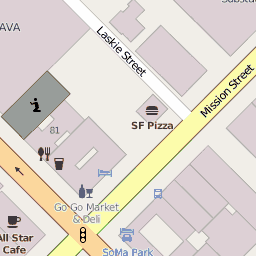 AVA
Laskie Street
Mission Street
SF Pizza
81
Go Go Market
& Deli
All Star
Cafe
SoMa Park